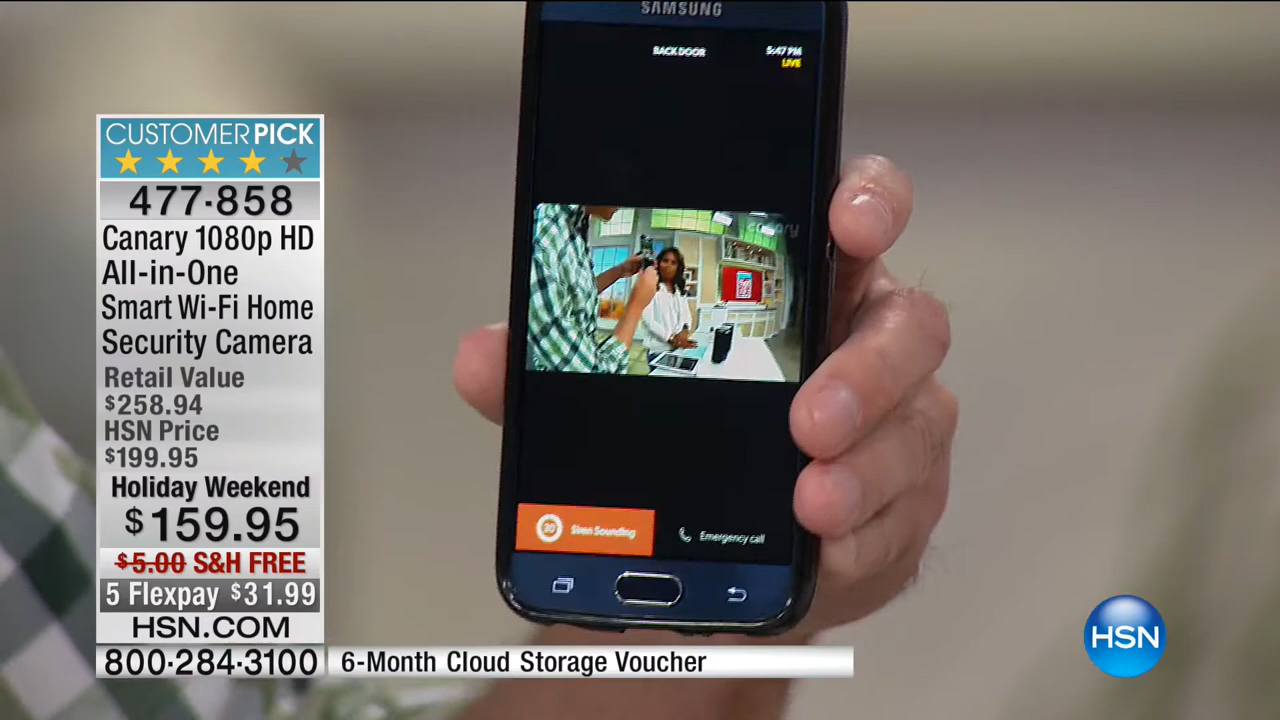 SAMSUNG
BACK DOOR
5:47 PM
LIVE
canary
30 Siren Sounding
Emergency call
CUSTOMER PICK
477·858
Canary 1080p HD
All-in-One
Smart Wi-Fi Home
Security Camera
Retail Value
$258.94
HSN Price
$199.95
Holiday Weekend
$159.95
$5.00 S&H FREE
5 Flexpay $31.99
HSN.COM
800·284·3100
6-Month Cloud Storage Voucher
HSN